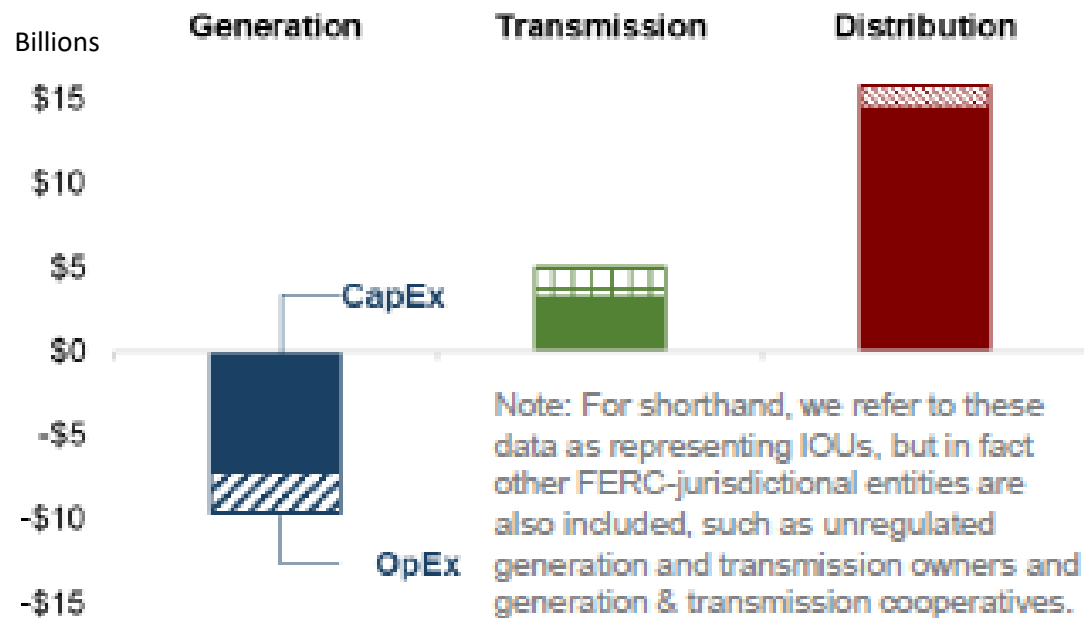 Billions
Generation Transmission Distribution
$15
$10
$5
CapEx
$0
-$5
-$10
OpEx
-$15
Note: For shorthand, we refer to these
data as representing IOUs, but in fact
other FERC-jurisdictional entities are
also included, such as unregulated
generation and transmission owners and
generation & transmission cooperatives.